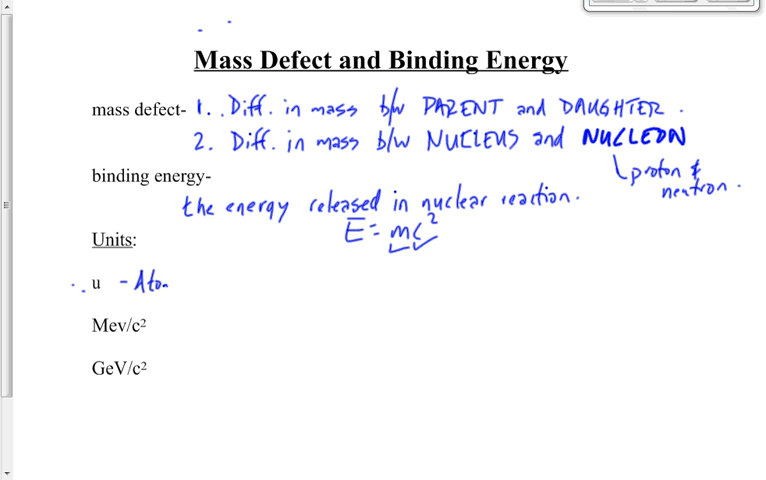 Mass Defect and Binding Energy
mass defect- 1. . Diff. in mass b/w PARENT and DAUGHTER .
2. Diff. in mass b/w NUCLEUS and NUCLEON
proton &
neutron .
binding energy-
the energy released in nuclear reaction.
E = mc²
Units:
u - Atom
Mev/c²
GeV/c²